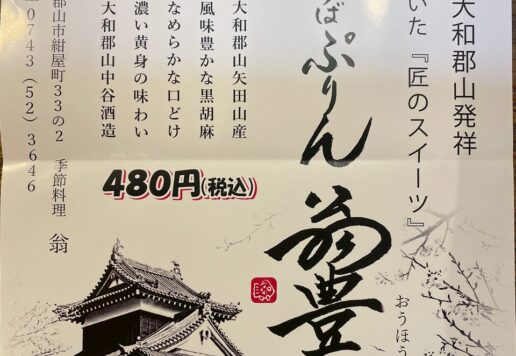 大和郡山発祥
いた『匠のスイーツ』
ばぷりん 翁豊
おうほう
大和郡山矢田山産
風味豊かな黒胡麻
なめらかな口どけ
濃い黄身の味わい
大和郡山中谷酒造
480円(税込)
郡山市紺屋町33の2 季節料理 翁
0743(52)3646